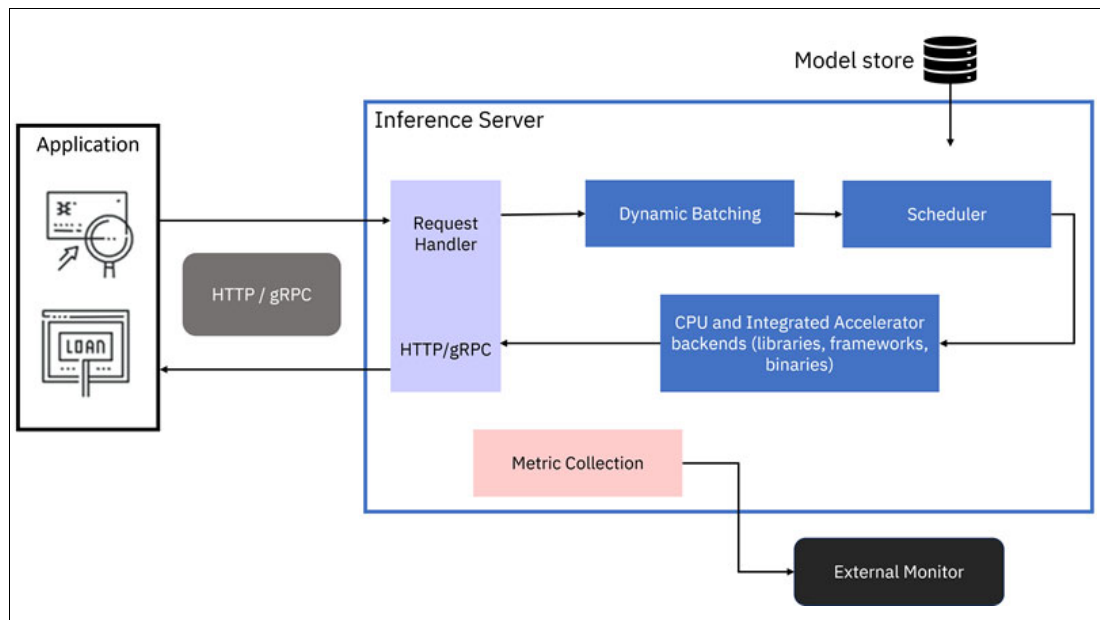 Model store
Inference Server
Application
Request
Handler
Dynamic Batching
Scheduler
HTTP / gRPC
LOAN
HTTP/gRPC
CPU and Integrated Accelerator
backends (libraries, frameworks,
binaries)
Metric Collection
External Monitor